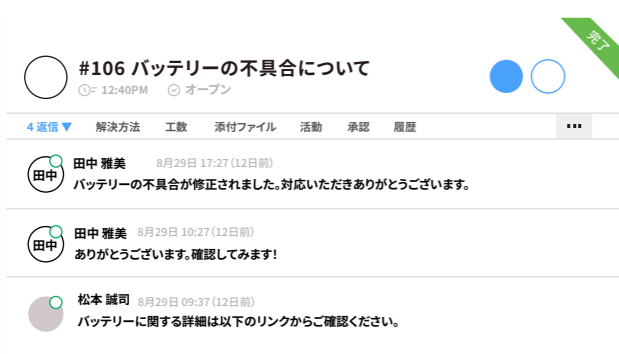 完了
#106 バッテリーの不具合について
12:40PM オープン
4 返信 ▼ 解決方法 工数 添付ファイル 活動 承認 履歴
田中 雅美 8月29日 17:27 (12日前)
田中
バッテリーの不具合が修正されました。対応いただきありがとうございます。
田中 雅美 8月29日 10:27 (12日前)
田中
ありがとうございます。確認してみます!
松本 誠司 8月29日 09:37 (12日前)
バッテリーに関する詳細は以下のリンクからご確認ください。